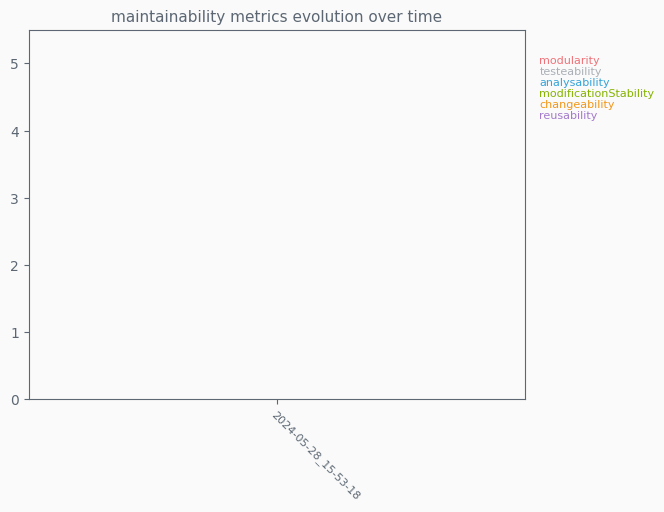 maintainability metrics evolution over time
5
4
3
2
1
0
modularity
testeability
analysability
modificationStability
changeability
reusability
2024-05-28_15-53-18